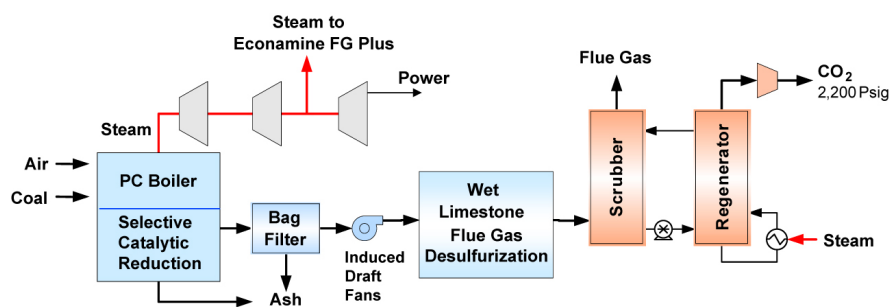 Steam to
Econamine FG Plus
Power
Steam
Air
Coal
PC Boiler
Selective
Catalytic
Reduction
Bag
Filter
Ash
Induced
Draft
Fans
Wet
Limestone
Flue Gas
Desulfurization
Flue Gas
Scrubber
Regenerator
CO₂
2,200 Psig
Steam